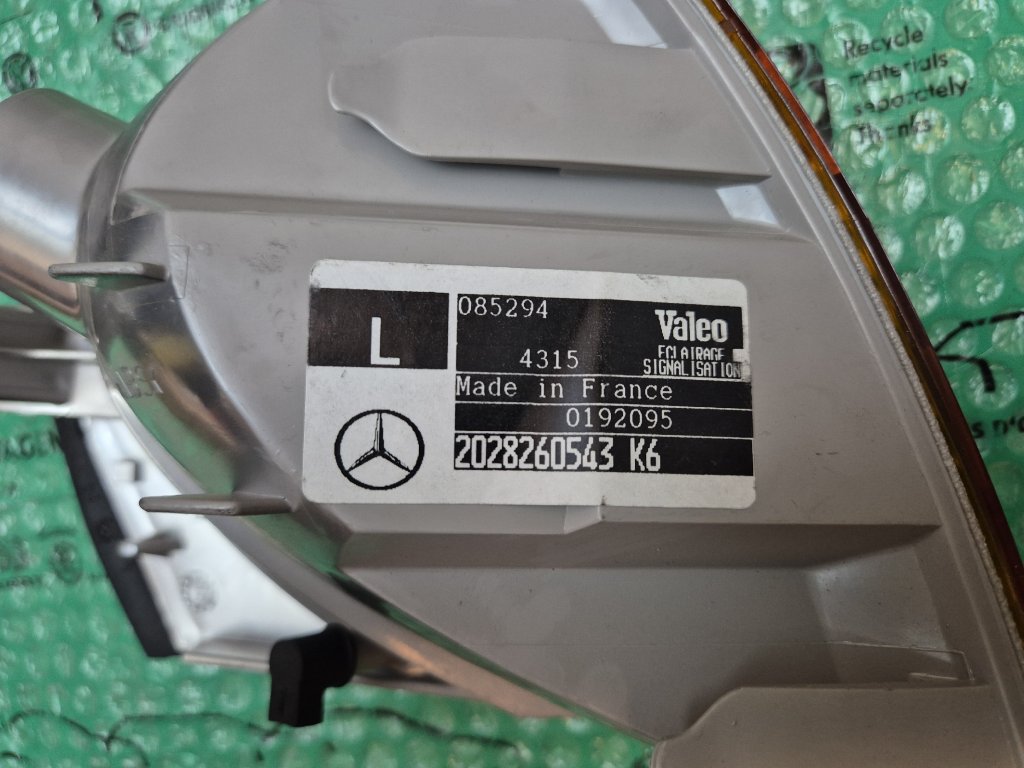 Recycle
materials
separately.
Thanks
L
085294
Valeo
4315
ECLAIRAGE
SIGNALISATION
Made in France
0192095
2028260543 K6